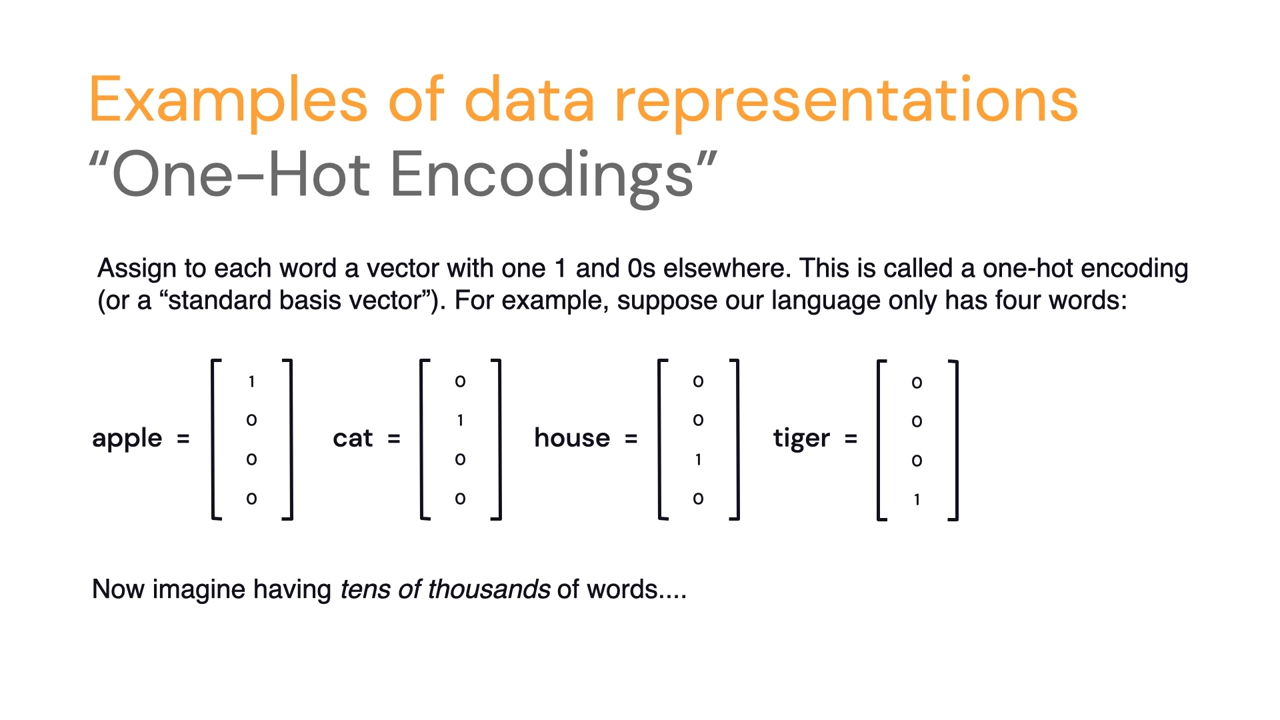 Examples of data representations
“One-Hot Encodings”
Assign to each word a vector with one 1 and 0s elsewhere. This is called a one-hot encoding
(or a “standard basis vector”). For example, suppose our language only has four words:
apple =
1
0
0
0
cat =
0
1
0
0
house =
0
0
1
0
tiger =
0
0
0
1
Now imagine having tens of thousands of words....